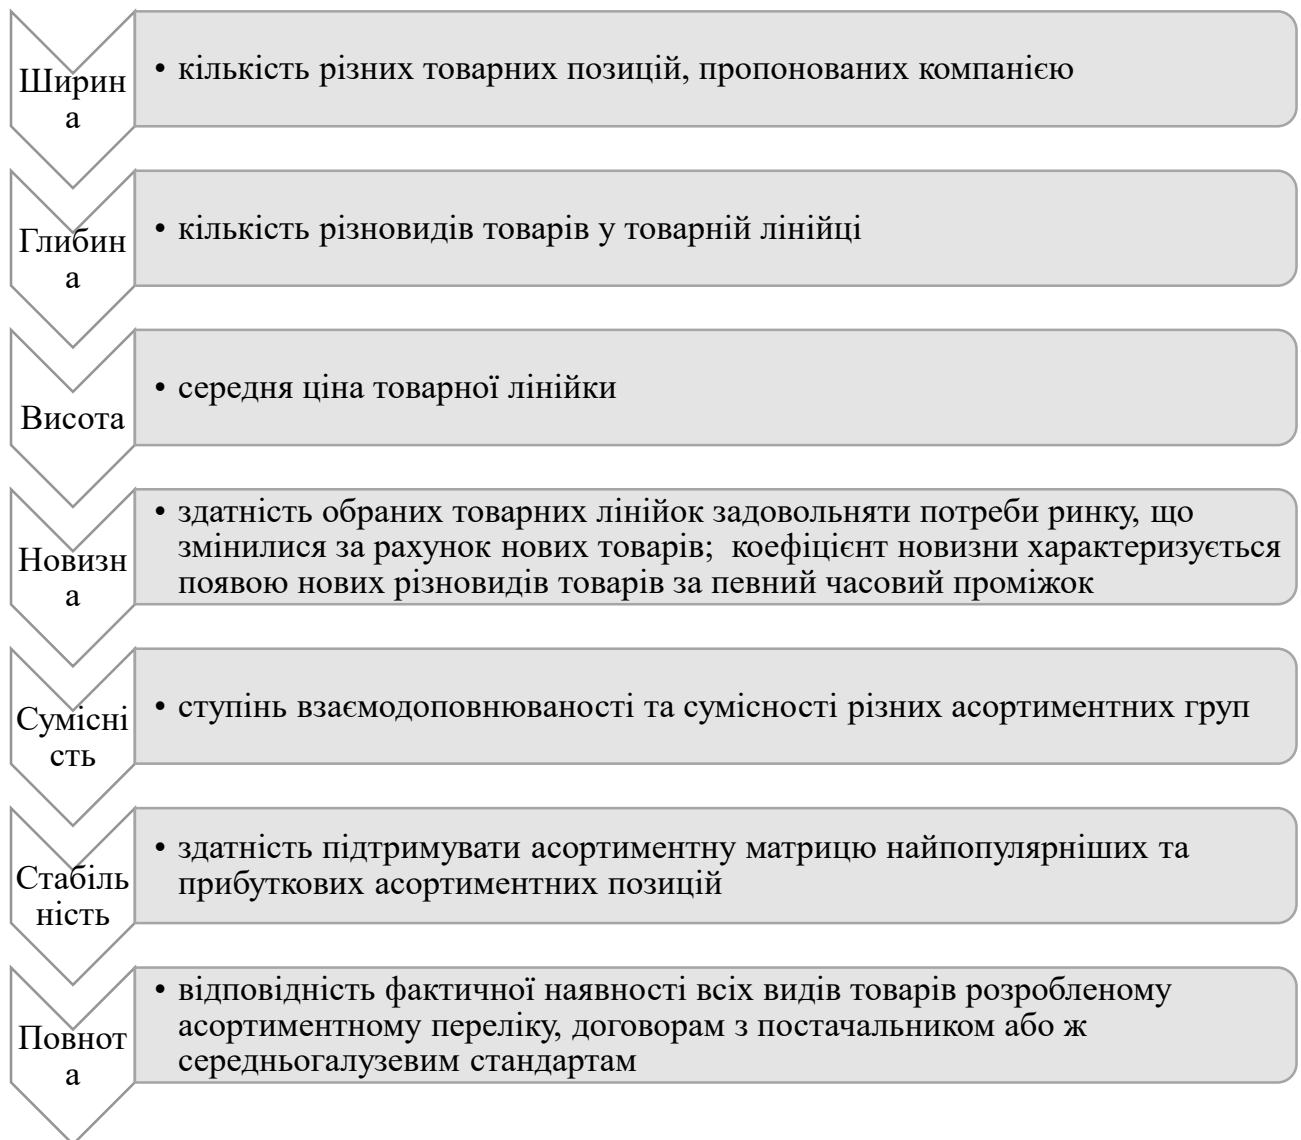 Ширин
а
• кількість різних товарних позицій, пропонованих компанією
Глибин
а
• кількість різновидів товарів у товарній лінійці
Висота
• середня ціна товарної лінійки
Новизн
а
• здатність обраних товарних лінійок задовольняти потреби ринку, що
змінилися за рахунок нових товарів;  коефіцієнт новизни характеризується
появою нових різновидів товарів за певний часовий проміжок
Сумісні
сть
• ступінь взаємодоповнюваності та сумісності різних асортиментних груп
Стабіль
ність
• здатність підтримувати асортиментну матрицю найпопулярніших та
прибуткових асортиментних позицій
Повнот
а
• відповідність фактичної наявності всіх видів товарів розробленому
асортиментному переліку, договорам з постачальником або ж
середньогалузевим стандартам